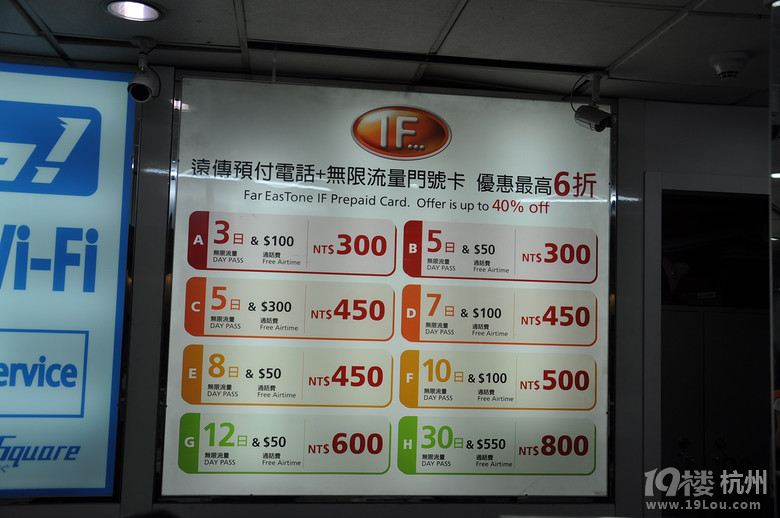 IF...
遠傳預付電話+無限流量門號卡 優惠最高6折
Far EasTone IF Prepaid Card. Offer is up to 40% off
A 3日 & $100 NT$300
無限流量 通話費
DAY PASS Free Airtime
B 5日 & $50 NT$300
無限流量 通話費
DAY PASS Free Airtime
C 5日 & $300 NT$450
無限流量 通話費
DAY PASS Free Airtime
D 7日 & $100 NT$450
無限流量 通話費
DAY PASS Free Airtime
E 8日 & $50 NT$450
無限流量 通話費
DAY PASS Free Airtime
F 10日 & $100 NT$500
無限流量 通話費
DAY PASS Free Airtime
G 12日 & $50 NT$600
無限流量 通話費
DAY PASS Free Airtime
H 30日 & $550 NT$800
無限流量 通話費
DAY PASS Free Airtime
Wi-Fi
ervice
Square
19楼 杭州
www.19Lou.com